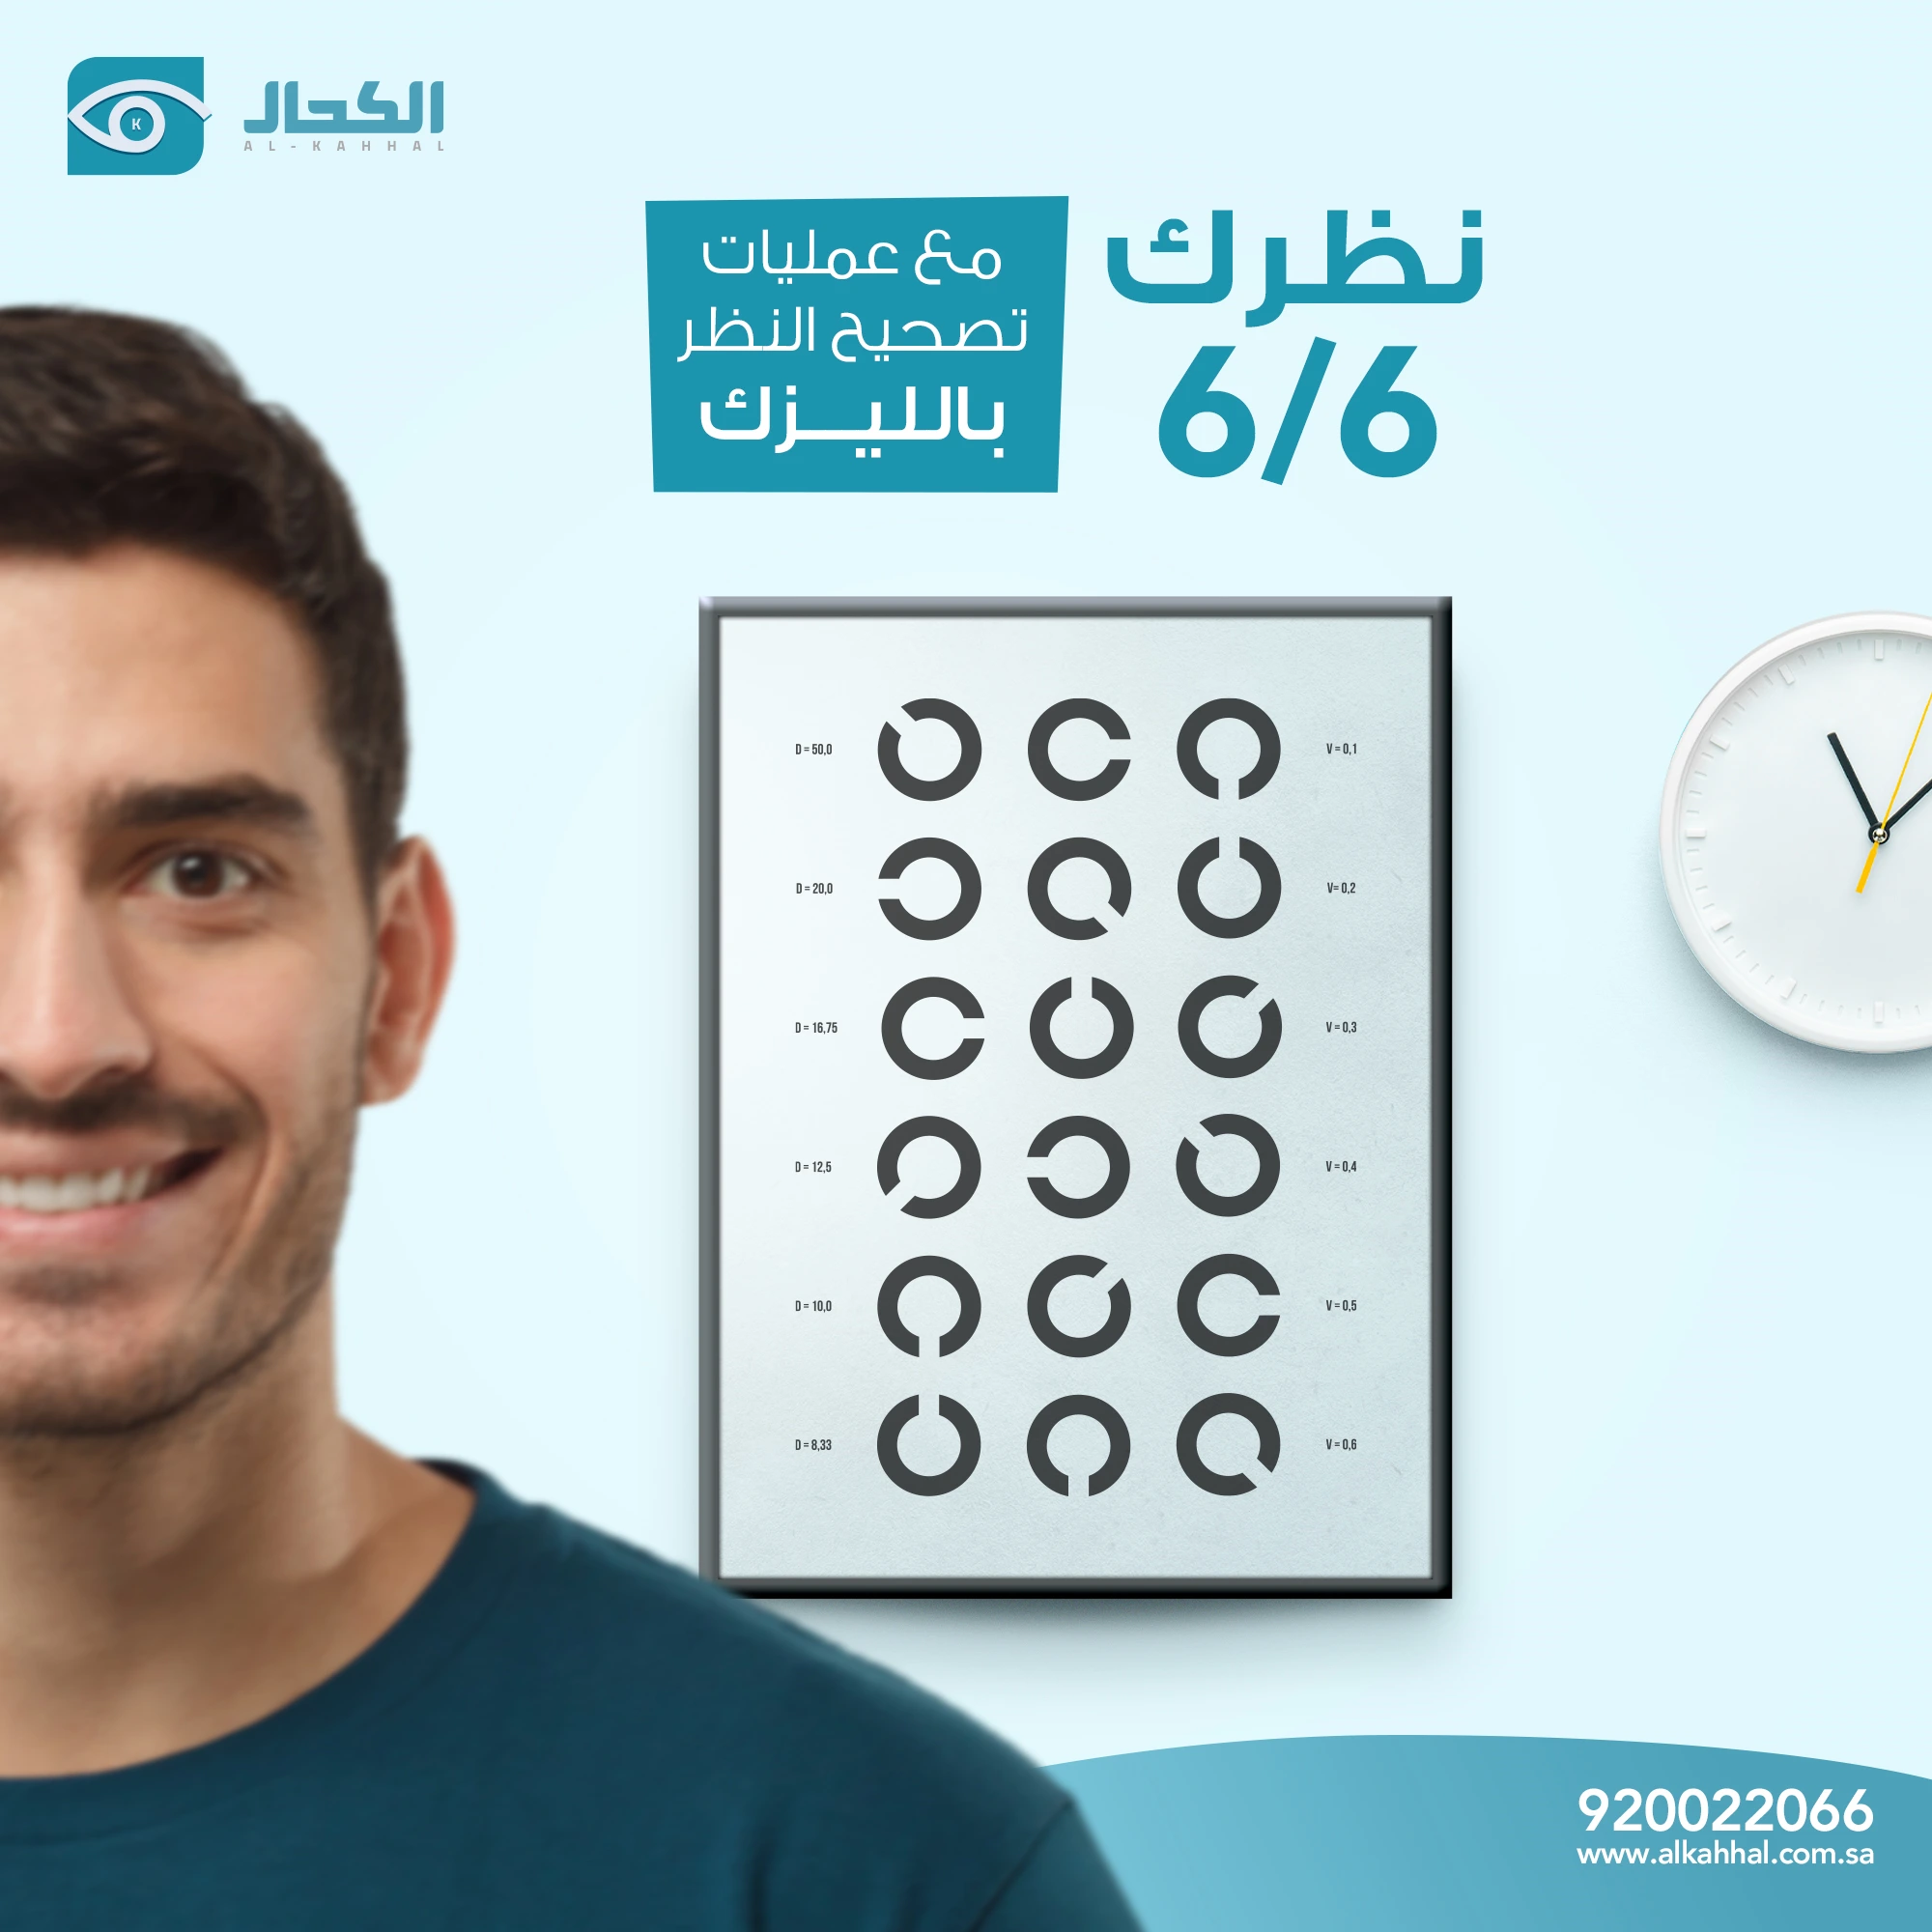 الكحال
AL-KAHHAL
K
نظرك
6/6
مع عمليات
تصحيح النظر
بالليـــزك
D = 50,0 V = 0,1
D = 20,0 V= 0,2
D = 16,75 V = 0,3
D = 12,5 V = 0,4
D = 10,0 V = 0,5
D = 8,33 V = 0,6
920022066
www.alkahhal.com.sa